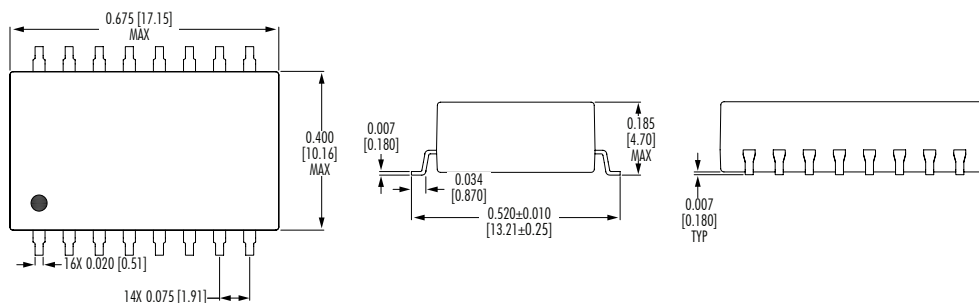 0.675 [17.15]
MAX
0.400
[10.16]
MAX
16X 0.020 [0.51]
14X 0.075 [1.91]
0.007
[0.180]
0.034
[0.870]
0.185
[4.70]
MAX
0.520±0.010
[13.21±0.25]
0.007
[0.180]
TYP